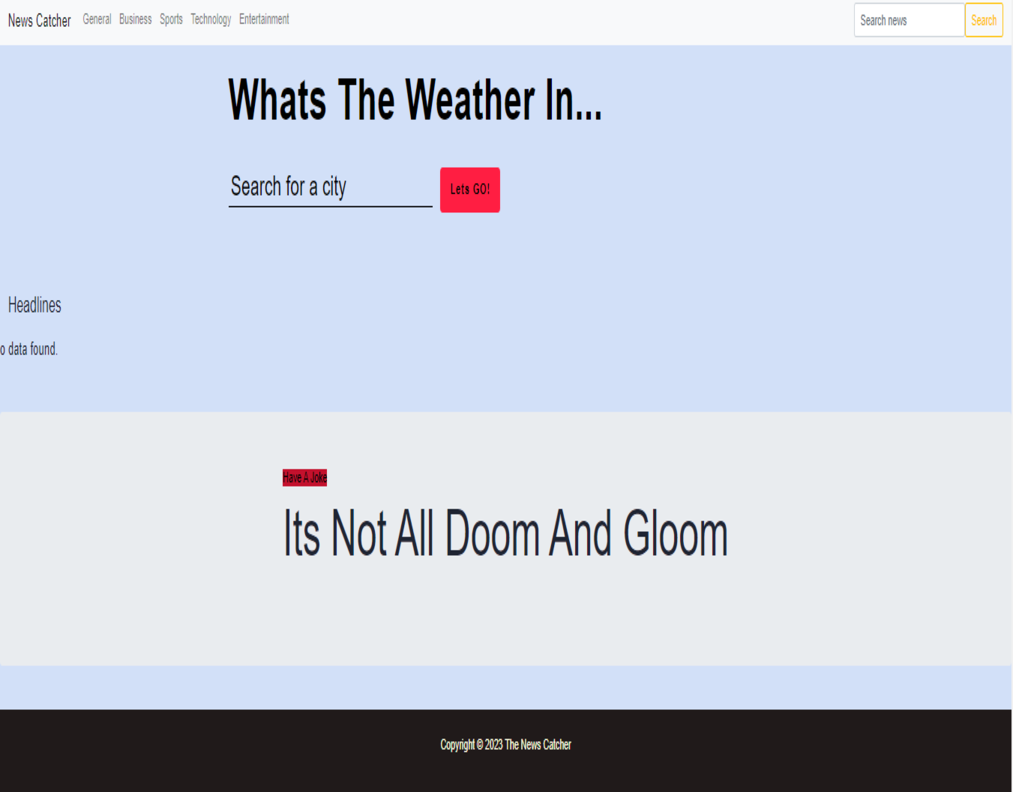 News Catcher General Business Sports Technology Entertainment Search news Search
Whats The Weather In...
Search for a city Lets GO!
Headlines
o data found.
Have A Joke
Its Not All Doom And Gloom
Copyright © 2023 The News Catcher